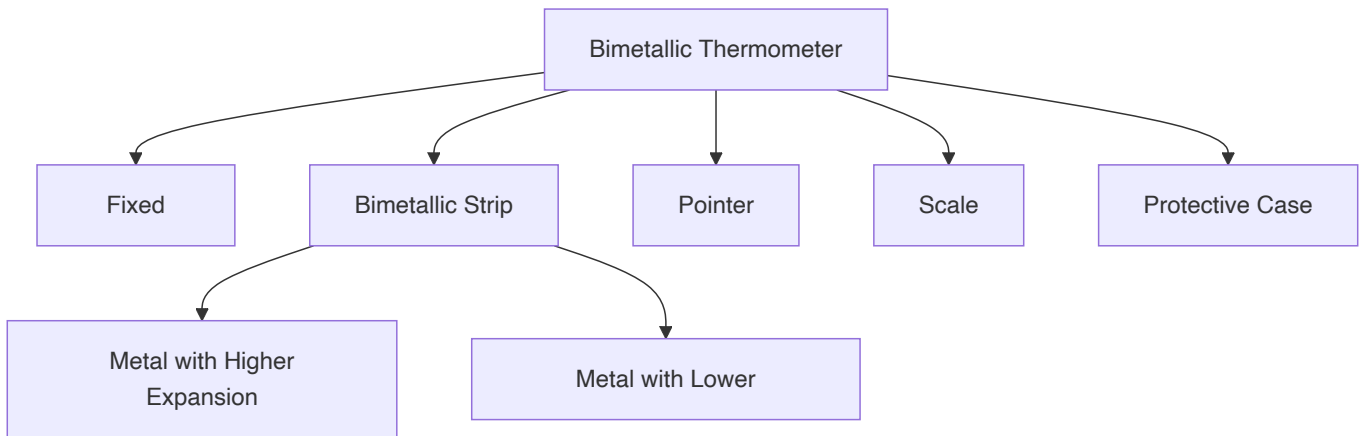 Bimetallic Thermometer
Fixed
Bimetallic Strip
Pointer
Scale
Protective Case
Metal with Higher
Expansion
Metal with Lower